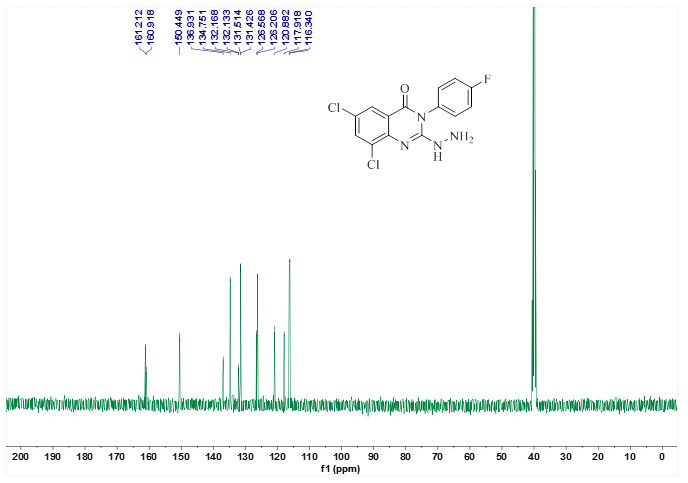 161.212
160.918
150.449
136.931
134.751
132.168
132.133
131.514
131.426
126.568
126.206
120.882
117.918
116.340
F
O
Cl
N
N
N
H
NH2
Cl
200 190 180 170 160 150 140 130 120 110 100 90 80 70 60 50 40 30 20 10 0
f1 (ppm)